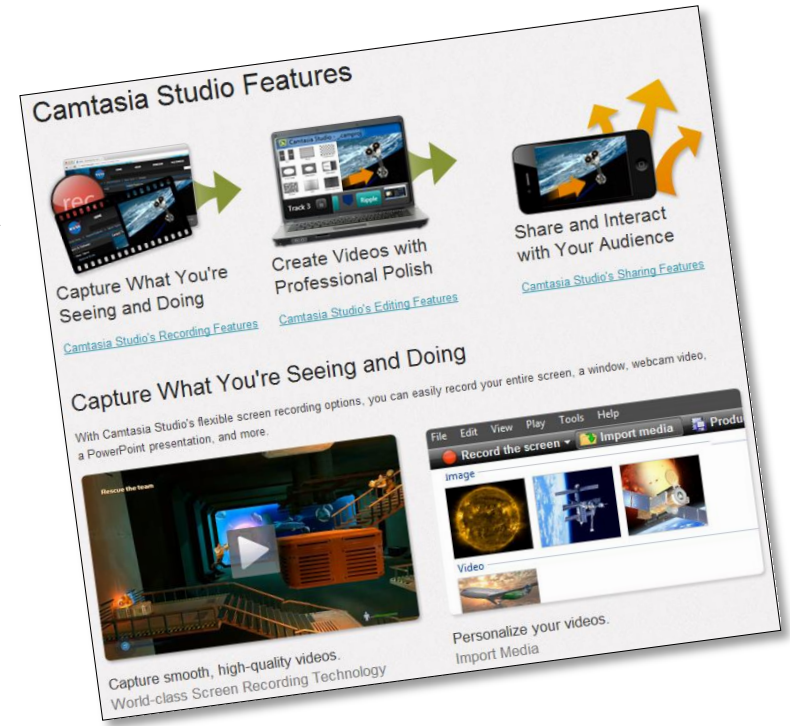 Camtasia Studio Features
rec
Camtasia Studio
Track 3
Ripple
Capture What You're
Seeing and Doing
Camtasia Studio's Recording Features
Create Videos with
Professional Polish
Camtasia Studio's Editing Features
Share and Interact
with Your Audience
Camtasia Studio's Sharing Features
Capture What You're Seeing and Doing
With Camtasia Studio's flexible screen recording options, you can easily record your entire screen, a window, webcam video,
a PowerPoint presentation, and more.
Rescue the team
File Edit View Play Tools Help
Record the screen Import media Produ
Image
Video
Capture smooth, high-quality videos.
World-class Screen Recording Technology
Personalize your videos.
Import Media